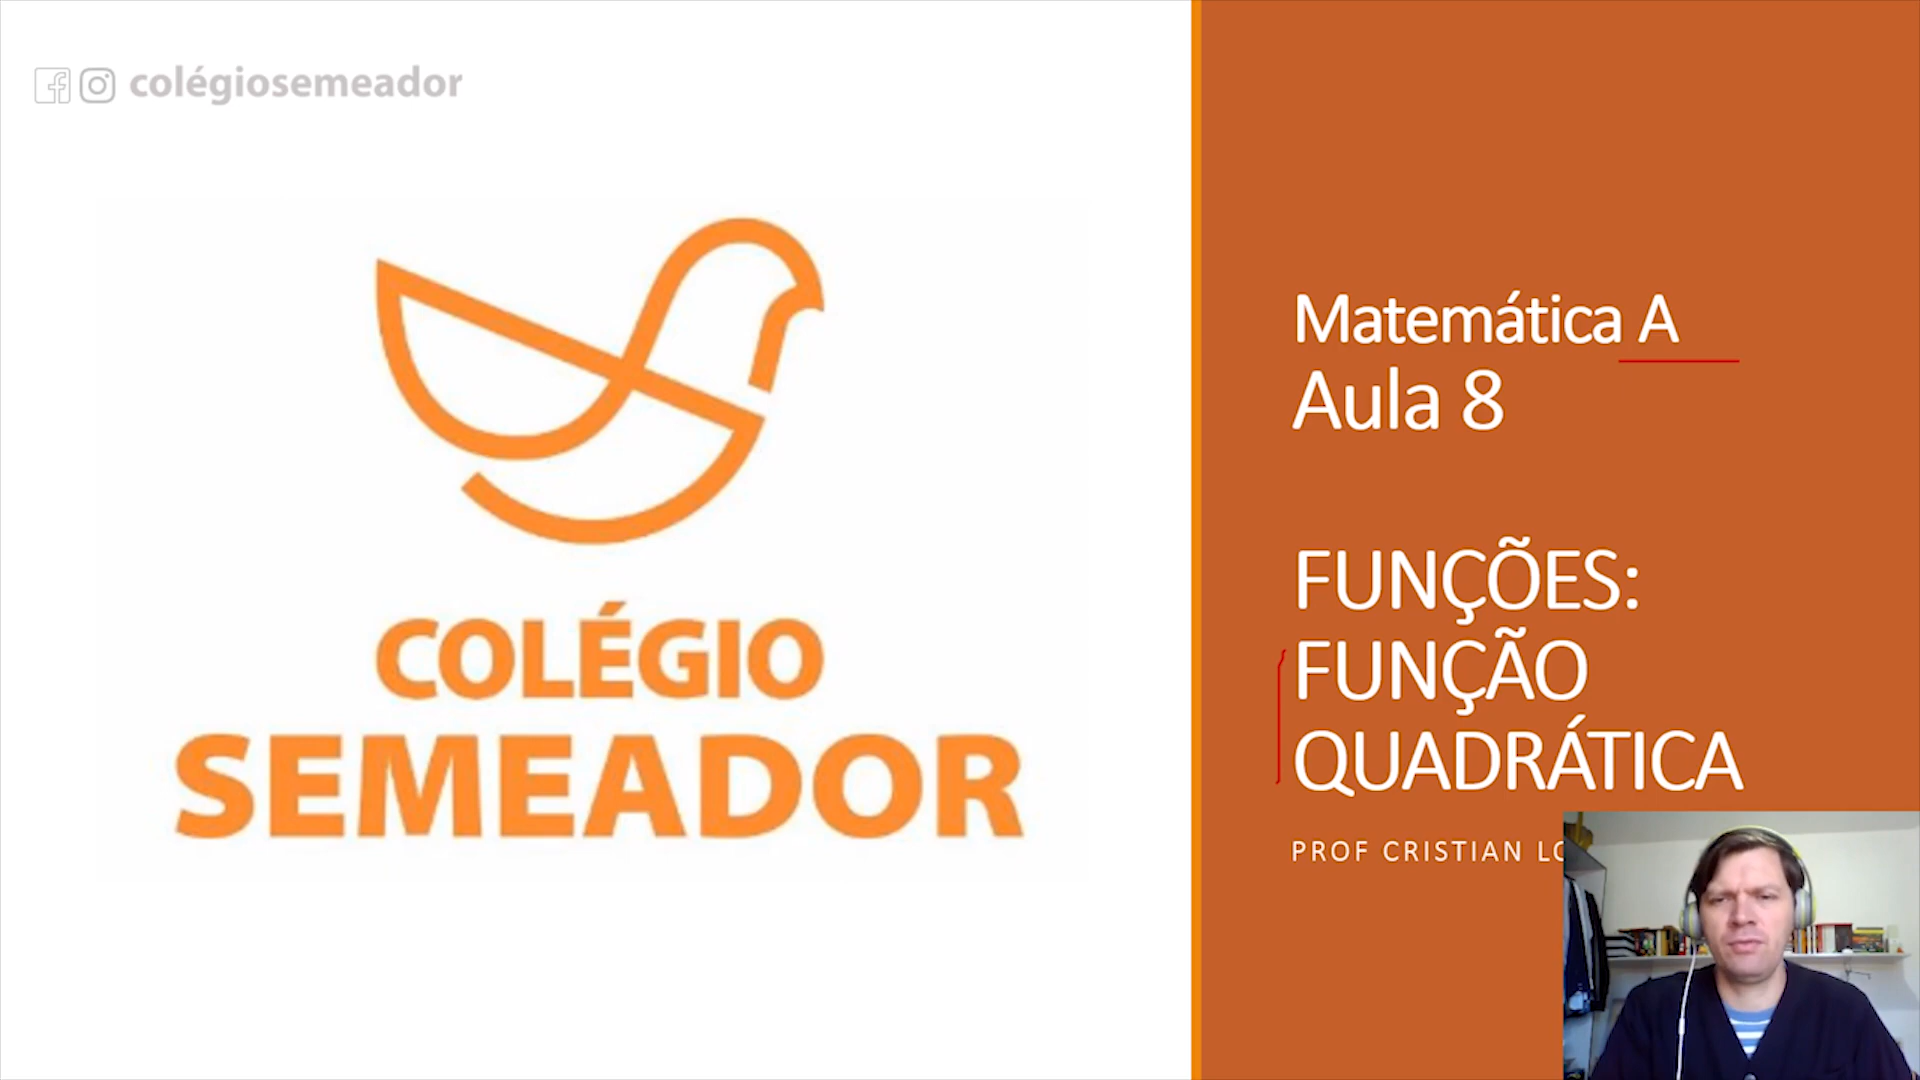 colégiosemeador
COLÉGIO
SEMEADOR
Matemática A
Aula 8
FUNÇÕES:
FUNÇÃO
QUADRÁTICA
PROF CRISTIAN